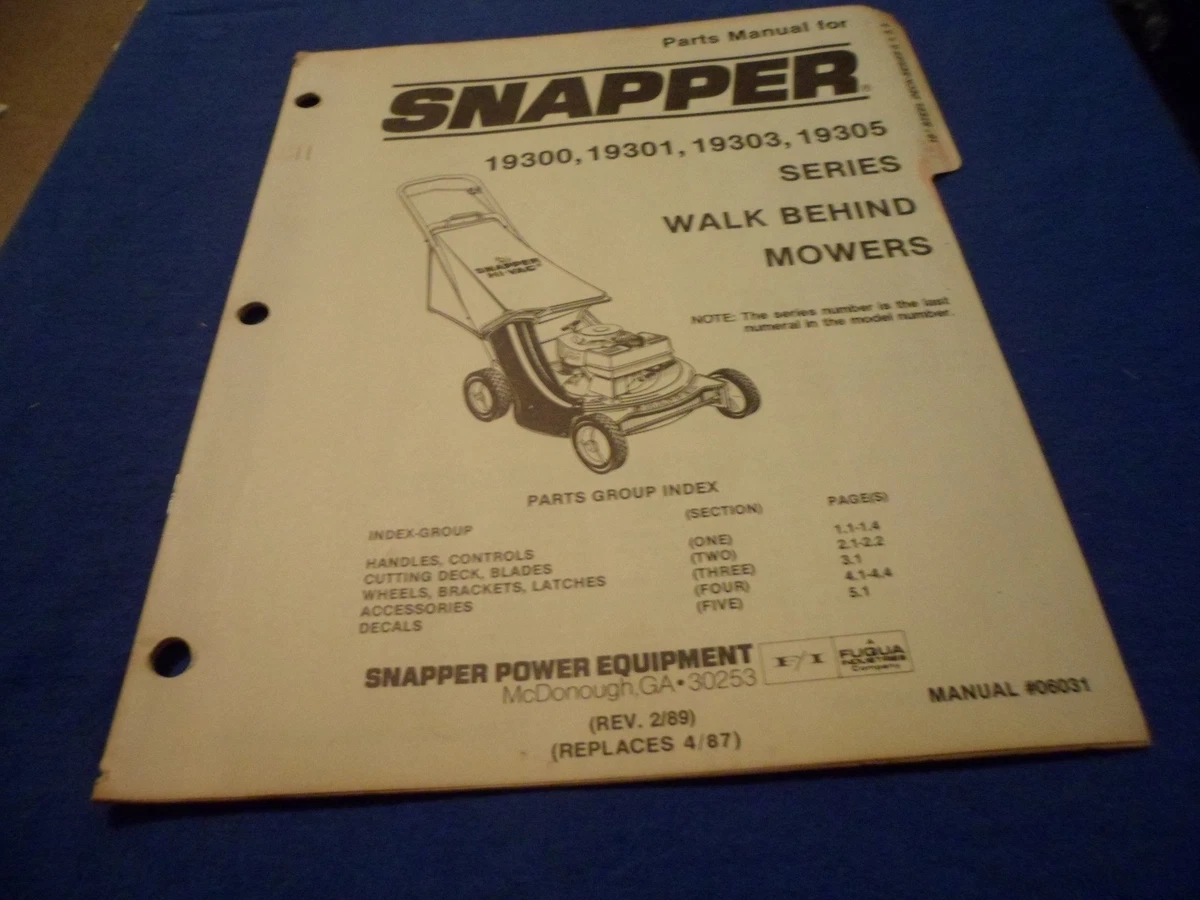 Parts Manual for
SNAPPER®
19300, 19301, 19303, 19305
SERIES
WALK BEHIND
MOWERS
SNAPPER
HI-VAC
NOTE: The series number is the last
numeral in the model number.
PARTS GROUP INDEX
INDEX-GROUP (SECTION) PAGE(S)
HANDLES, CONTROLS (ONE) 1.1-1.4
CUTTING DECK, BLADES (TWO) 2.1-2.2
WHEELS, BRACKETS, LATCHES (THREE) 3.1
ACCESSORIES (FOUR) 4.1-4.4
DECALS (FIVE) 5.1
SNAPPER POWER EQUIPMENT
McDonough, GA • 30253
F/I
A
FUQUA
INDUSTRIES
Company
MANUAL #06031
(REV. 2/89)
(REPLACES 4/87)